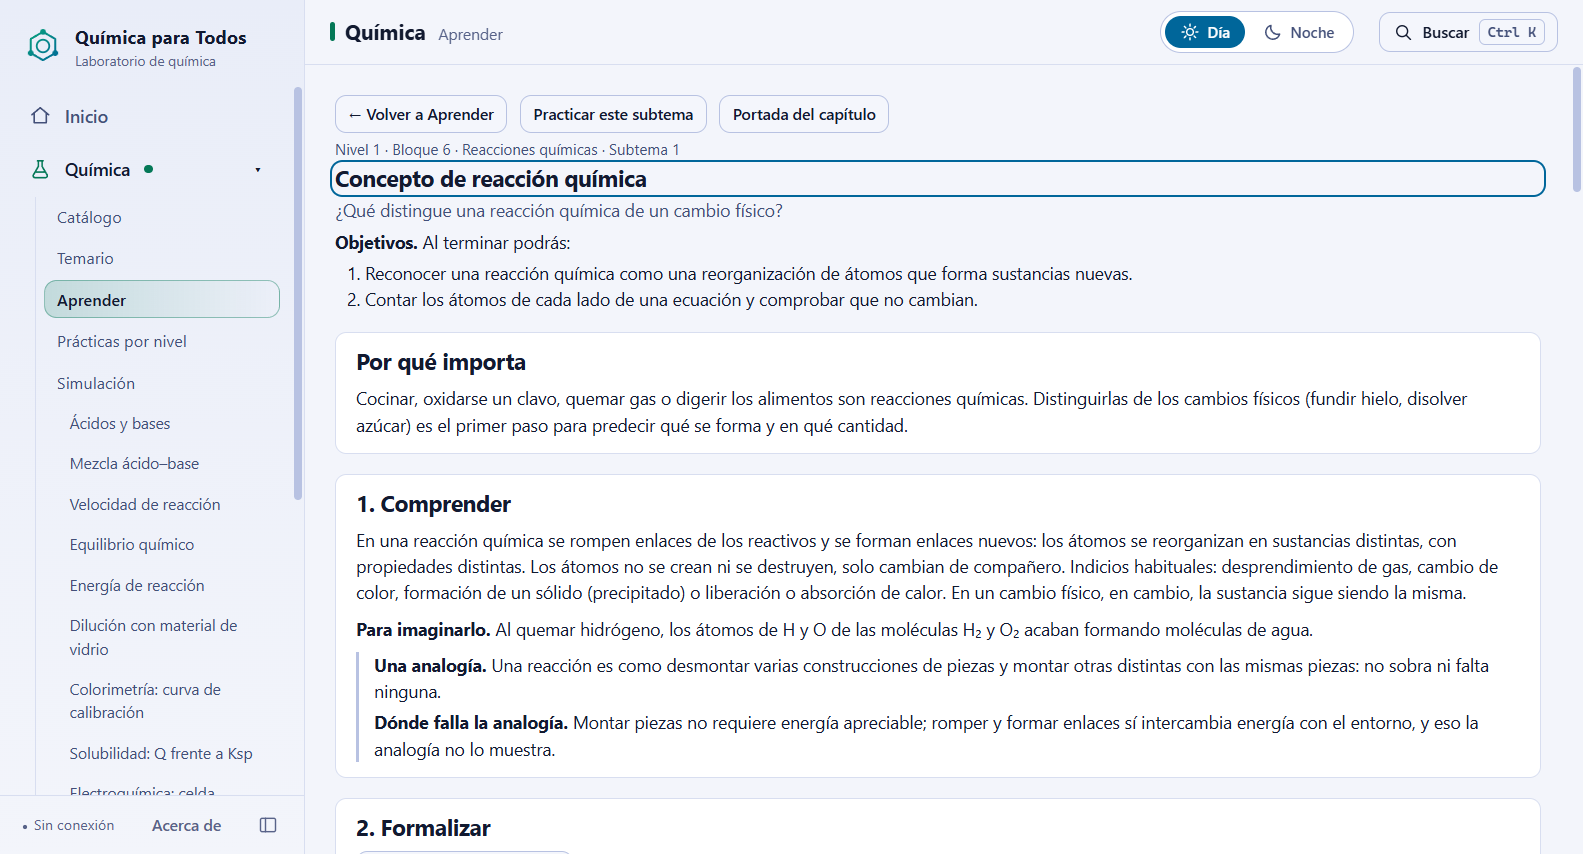 Química para Todos
Laboratorio de química
Inicio
Química
Catálogo
Temario
Aprender
Prácticas por nivel
Simulación
Ácidos y bases
Mezcla ácido–base
Velocidad de reacción
Equilibrio químico
Energía de reacción
Dilución con material de
vidrio
Colorimetría: curva de
calibración
Solubilidad: Q frente a Ksp
Electroquímica: celda
• Sin conexión
Acerca de
Química Aprender
Día
Noche
Buscar Ctrl K
← Volver a Aprender
Practicar este subtema
Portada del capítulo
Nivel 1 · Bloque 6 · Reacciones químicas · Subtema 1
Concepto de reacción química
¿Qué distingue una reacción química de un cambio físico?
Objetivos. Al terminar podrás:
1. Reconocer una reacción química como una reorganización de átomos que forma sustancias nuevas.
2. Contar los átomos de cada lado de una ecuación y comprobar que no cambian.
Por qué importa
Cocinar, oxidarse un clavo, quemar gas o digerir los alimentos son reacciones químicas. Distinguirlas de los cambios físicos (fundir hielo, disolver
azúcar) es el primer paso para predecir qué se forma y en qué cantidad.
1. Comprender
En una reacción química se rompen enlaces de los reactivos y se forman enlaces nuevos: los átomos se reorganizan en sustancias distintas, con
propiedades distintas. Los átomos no se crean ni se destruyen, solo cambian de compañero. Indicios habituales: desprendimiento de gas, cambio de
color, formación de un sólido (precipitado) o liberación o absorción de calor. En un cambio físico, en cambio, la sustancia sigue siendo la misma.
Para imaginarlo. Al quemar hidrógeno, los átomos de H y O de las moléculas H₂ y O₂ acaban formando moléculas de agua.
Una analogía. Una reacción es como desmontar varias construcciones de piezas y montar otras distintas con las mismas piezas: no sobra ni falta
ninguna.
Dónde falla la analogía. Montar piezas no requiere energía apreciable; romper y formar enlaces sí intercambia energía con el entorno, y eso la
analogía no lo muestra.
2. Formalizar